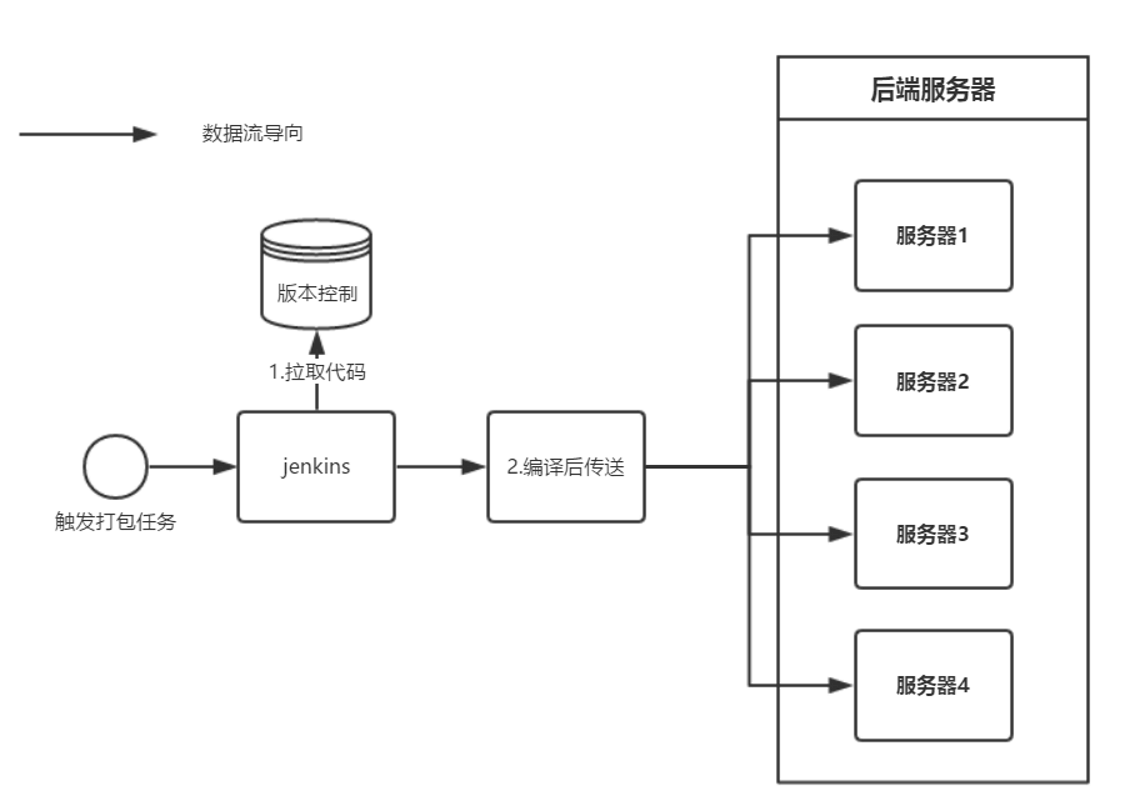 后端服务器
数据流导向
服务器1
版本控制
1.拉取代码
服务器2
jenkins
2.编译后传送
触发打包任务
服务器3
服务器4